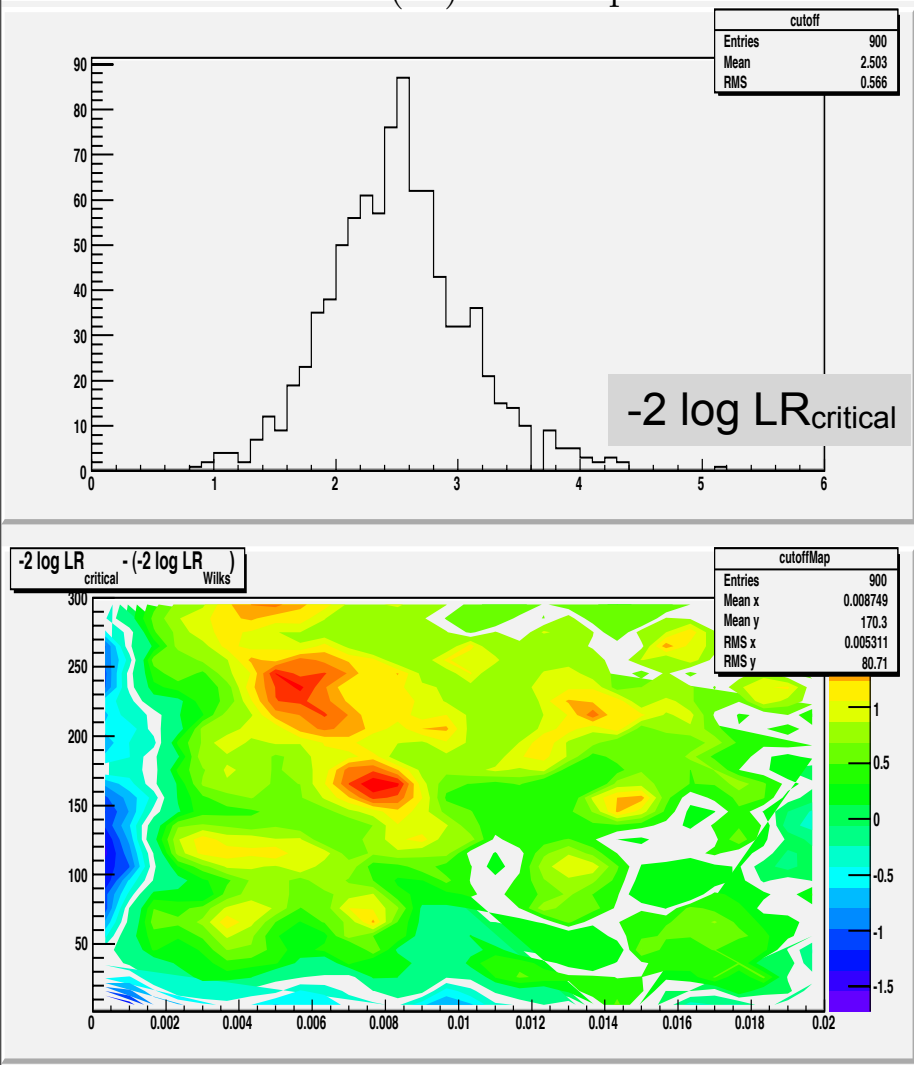 cutoff
Entries 900
Mean 2.503
RMS 0.566
90
80
70
60
50
40
30
20
10
0
0 1 2 3 4 5 6
-2 log LRcritical
-2 log LRcritical - (-2 log LRWilks)
cutoffMap
Entries 900
Mean x 0.008749
Mean y 170.3
RMS x 0.005311
RMS y 80.71
300
250
200
150
100
50
0 0.002 0.004 0.006 0.008 0.01 0.012 0.014 0.016 0.018 0.02
1
0.5
0
-0.5
-1
-1.5